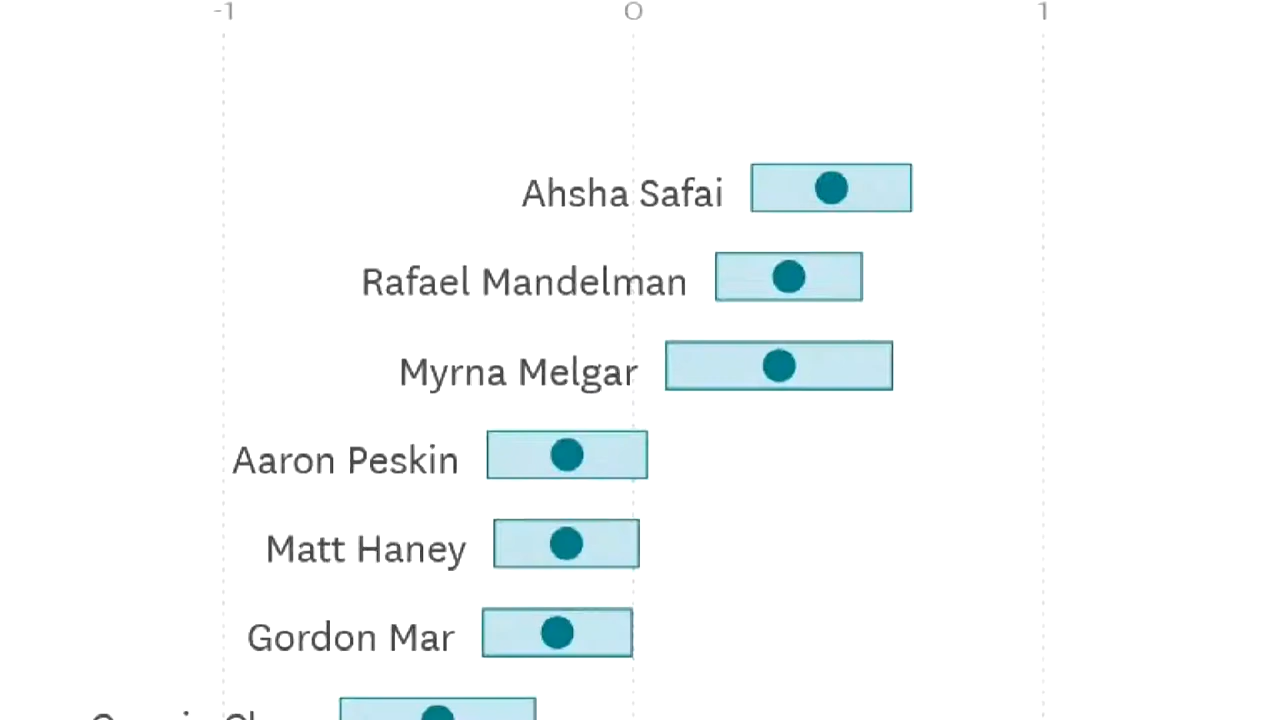 -1 0 1
Ahsha Safai
Rafael Mandelman
Myrna Melgar
Aaron Peskin
Matt Haney
Gordon Mar